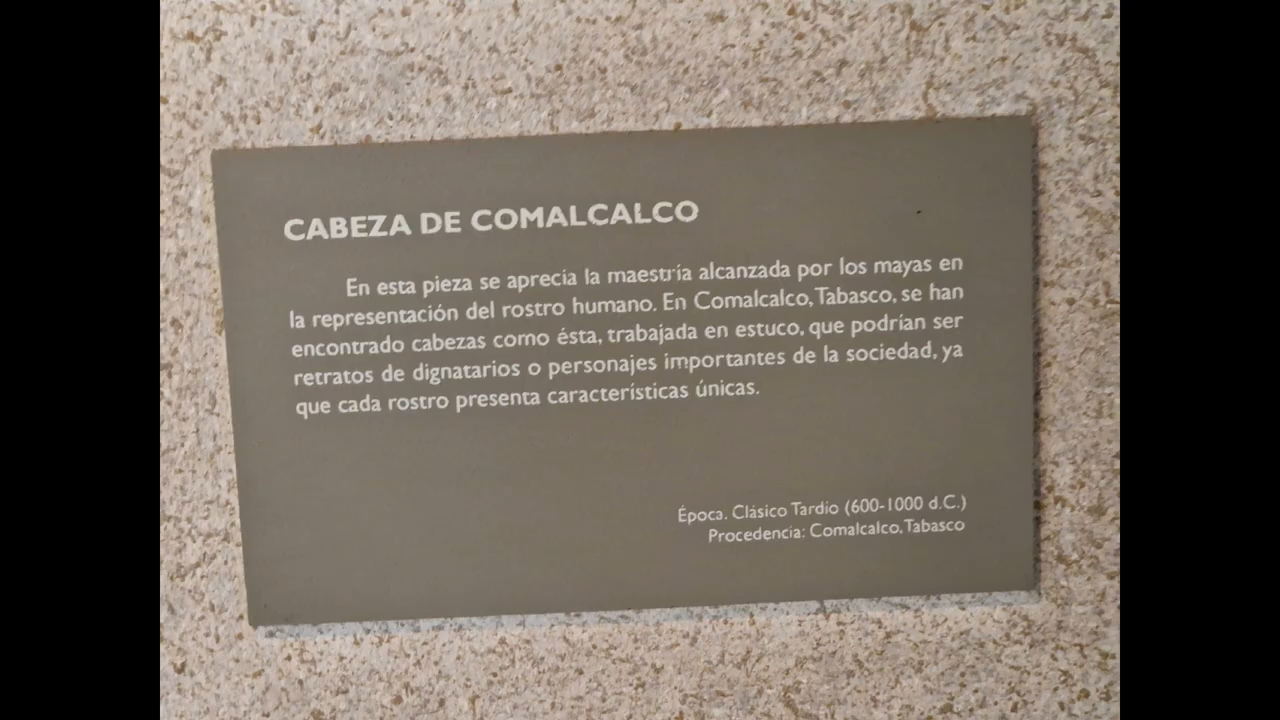 CABEZA DE COMALCALCO
En esta pieza se aprecia la maestría alcanzada por los mayas en
la representación del rostro humano. En Comalcalco, Tabasco, se han
encontrado cabezas como ésta, trabajada en estuco, que podrían ser
retratos de dignatarios o personajes importantes de la sociedad, ya
que cada rostro presenta características únicas.
Época. Clásico Tardio (600-1000 d.C.)
Procedencia: Comalcalco, Tabasco